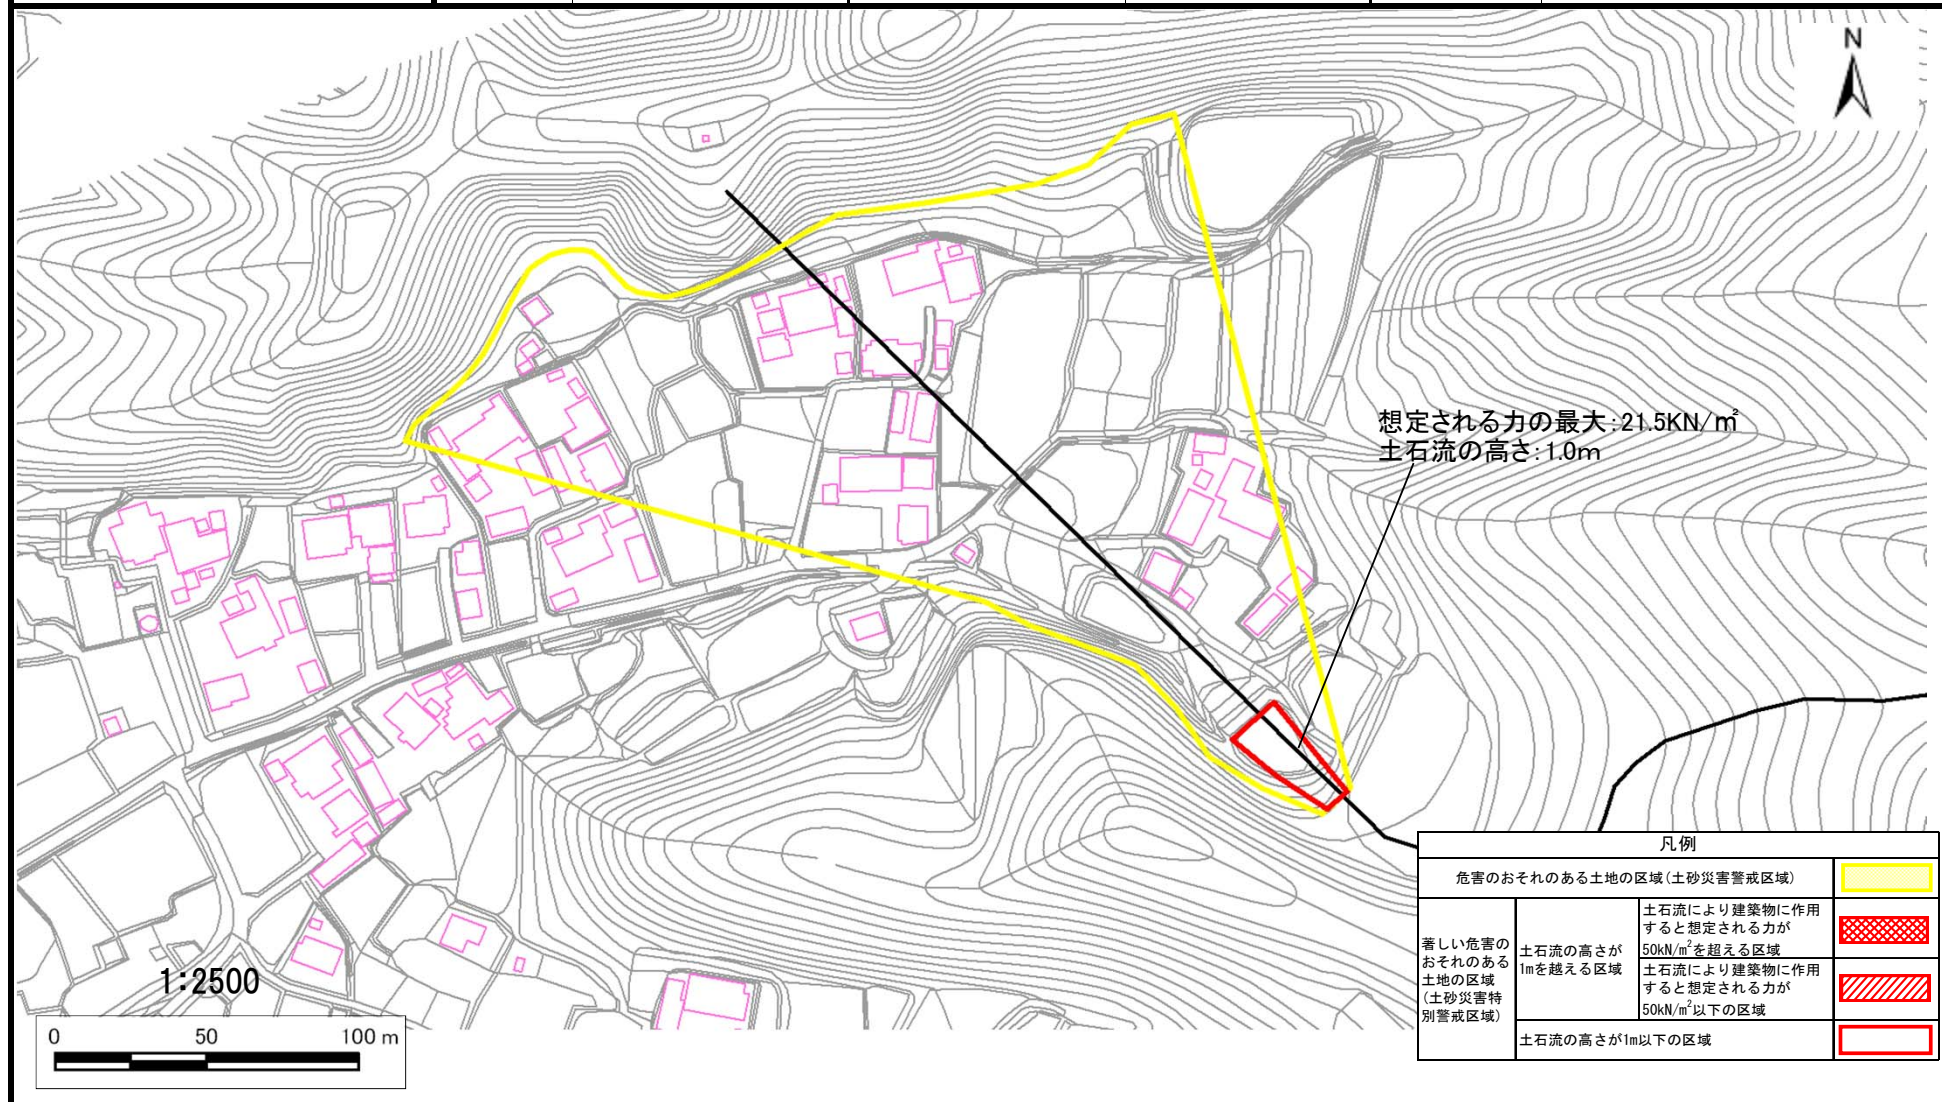 N
想定される力の最大:21.5KN/㎡
土石流の高さ:1.0m
1:2500
0 50 100 m
凡例
危害のおそれのある土地の区域(土砂災害警戒区域)
著しい危害の
おそれのある
土地の区域
(土砂災害特
別警戒区域)
土石流の高さが
1mを越える区域
土石流により建築物に作用
すると想定される力が
50kN/m²を超える区域
土石流により建築物に作用
すると想定される力が
50kN/m²以下の区域
土石流の高さが1m以下の区域